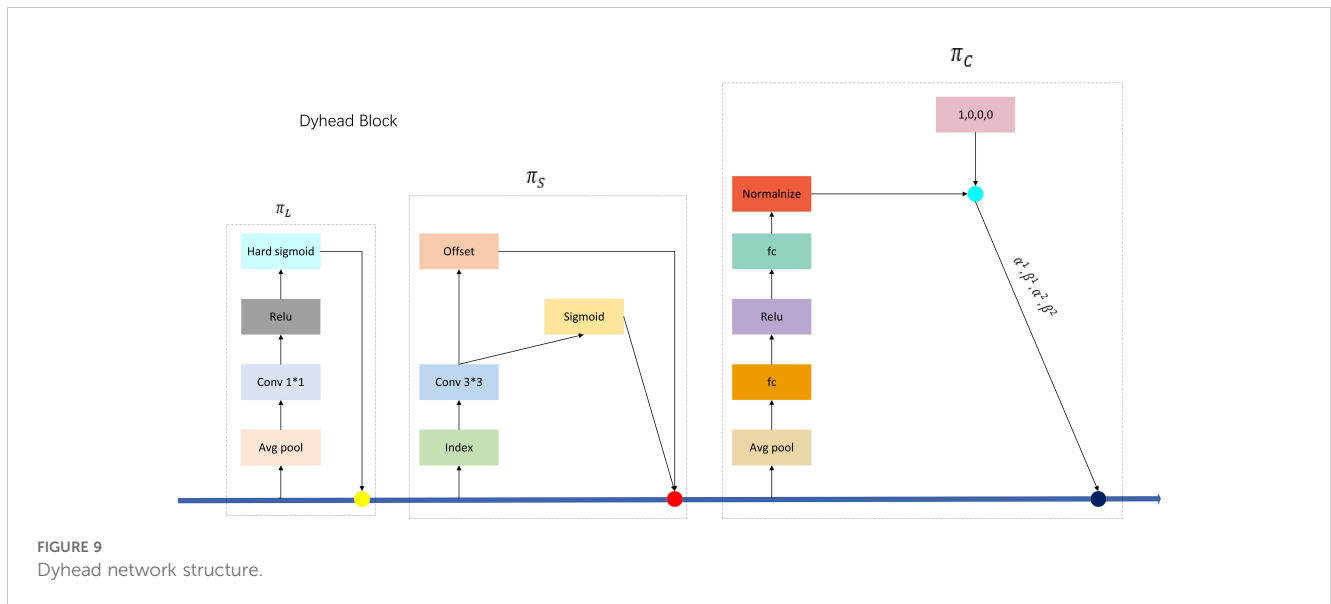 Dyhead Block
π_L
Hard sigmoid
Relu
Conv 1*1
Avg pool
π_S
Offset
Sigmoid
Conv 3*3
Index
π_C
1,0,0,0
Normalnize
fc
Relu
fc
Avg pool
α¹,β¹,α²,β²
FIGURE 9
Dyhead network structure.